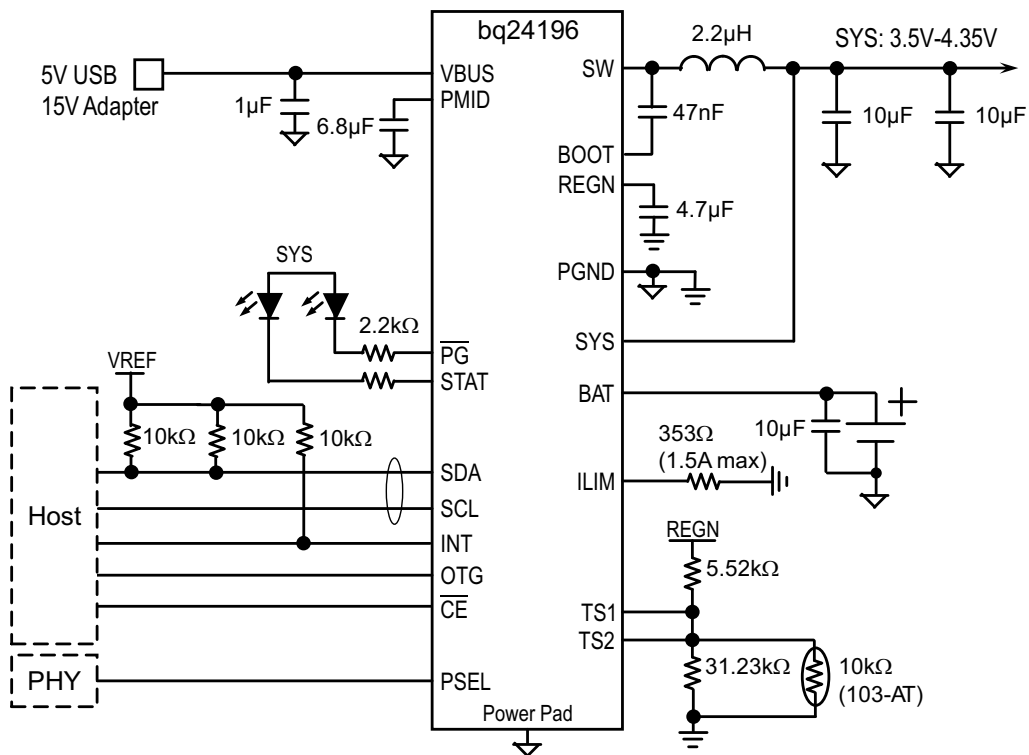 bq24196
5V USB
15V Adapter
1µF
6.8µF
VBUS
PMID
SW
2.2µH
SYS: 3.5V-4.35V
47nF
10µF
10µF
BOOT
REGN
4.7µF
PGND
SYS
SYS
2.2kΩ
PG
STAT
VREF
10kΩ
10kΩ
10kΩ
BAT
10µF
353Ω
(1.5A max)
ILIM
Host
SDA
SCL
INT
OTG
CE
REGN
5.52kΩ
TS1
TS2
31.23kΩ
10kΩ
(103-AT)
PHY
PSEL
Power Pad